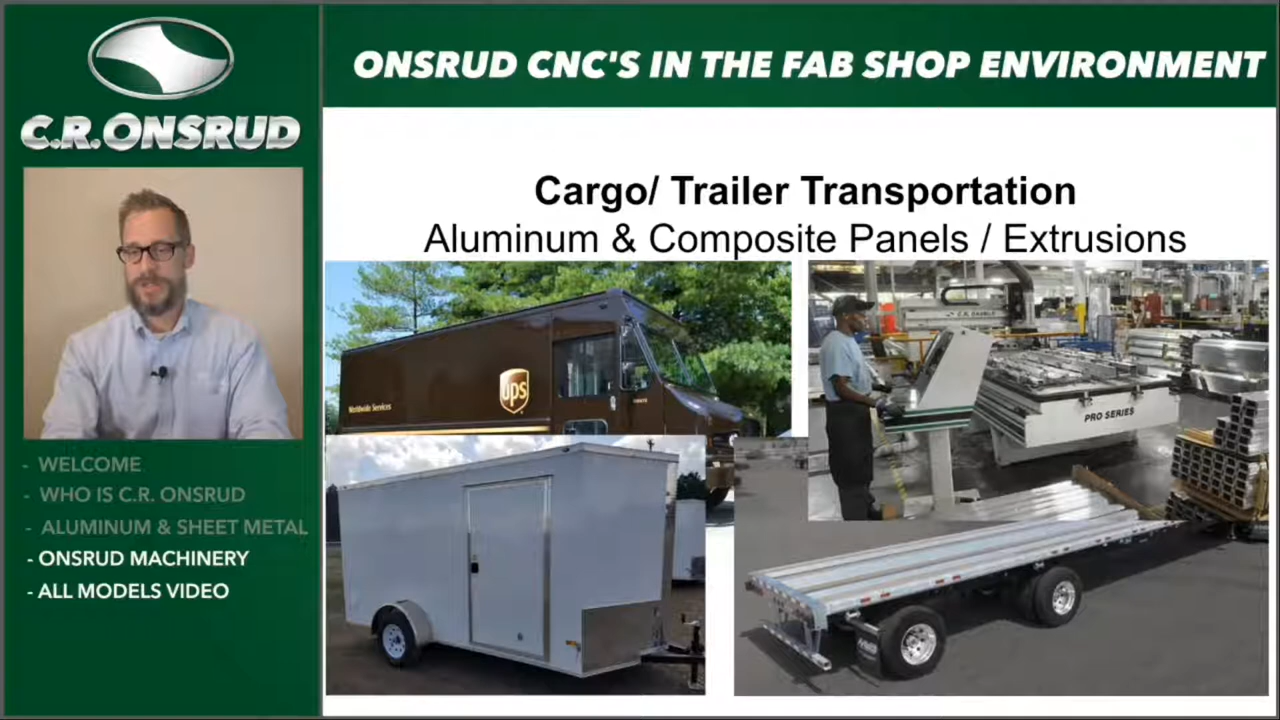 C.R.ONSRUD
- WELCOME
- WHO IS C.R. ONSRUD
- ALUMINUM & SHEET METAL
- ONSRUD MACHINERY
- ALL MODELS VIDEO
ONSRUD CNC'S IN THE FAB SHOP ENVIRONMENT
Cargo/ Trailer Transportation
Aluminum & Composite Panels / Extrusions
ups
Worldwide Services
C.R. ONSRUD
PRO SERIES